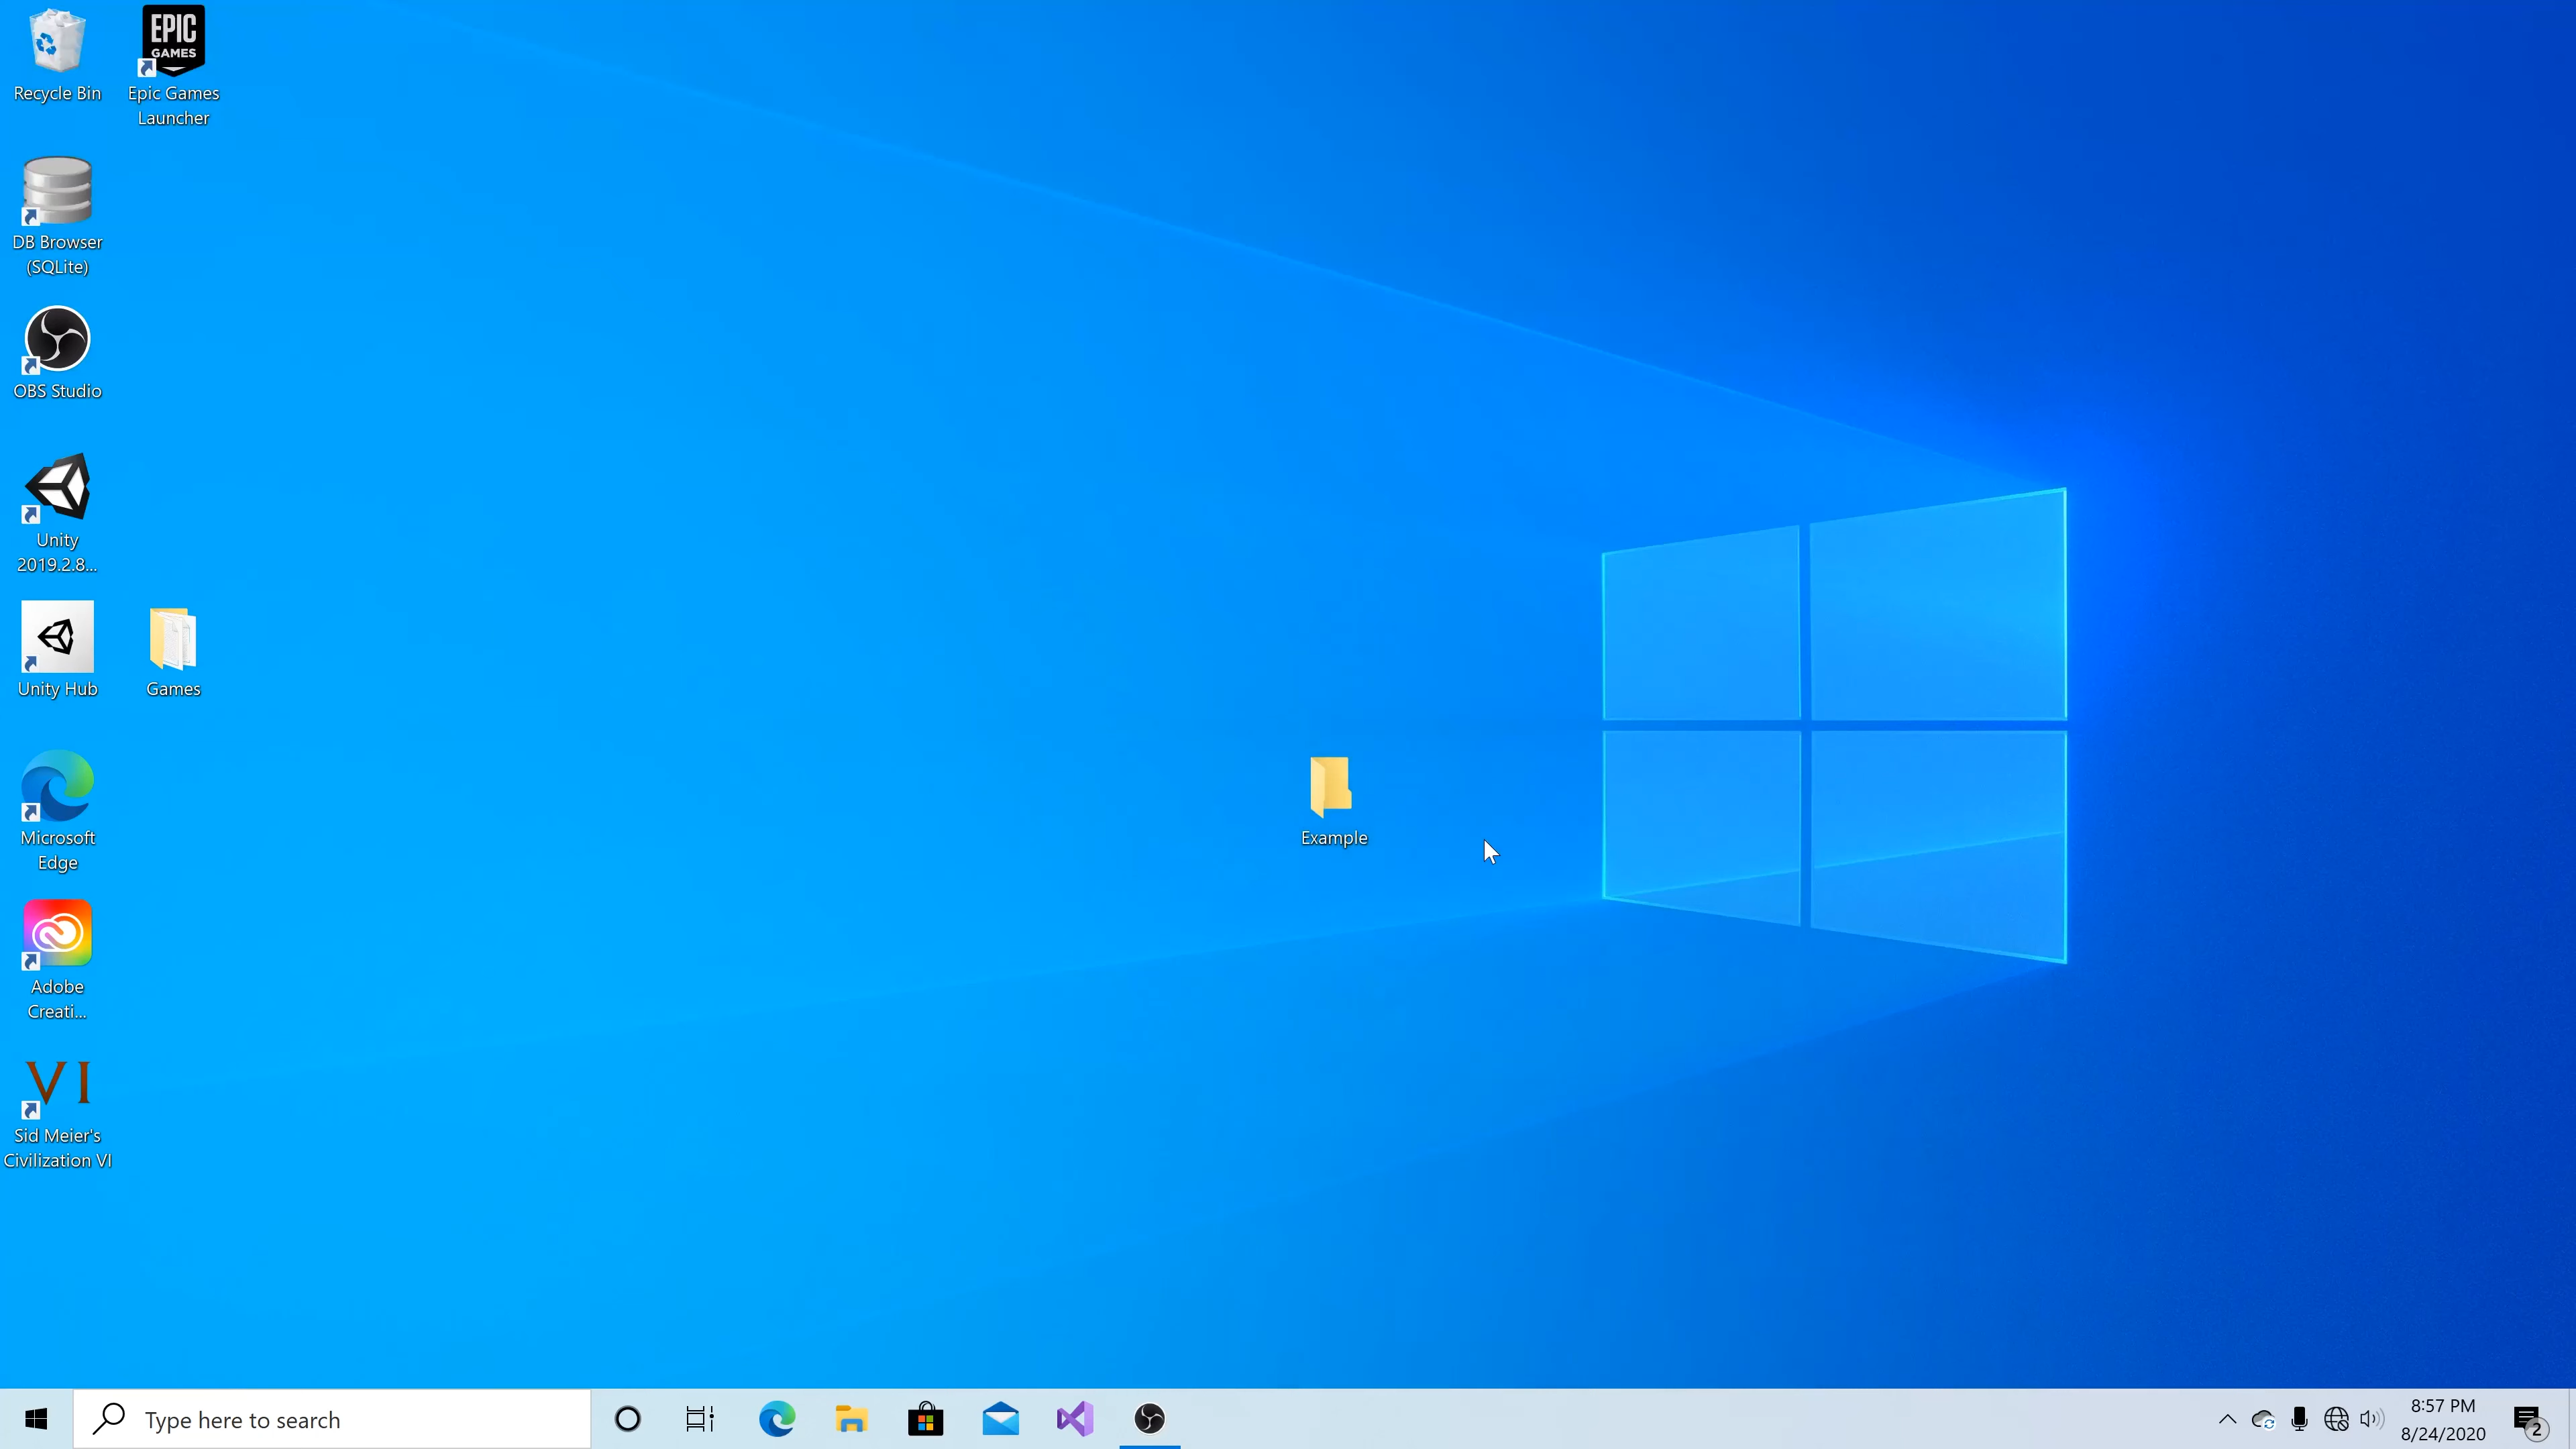 Recycle Bin
EPIC
GAMES
Epic Games
Launcher
DB Browser
(SQLite)
OBS Studio
Unity
2019.2.8...
Unity Hub
Games
Microsoft
Edge
Example
Adobe
Creati...
VI
Sid Meier's
Civilization VI
Type here to search
8:57 PM
8/24/2020
2